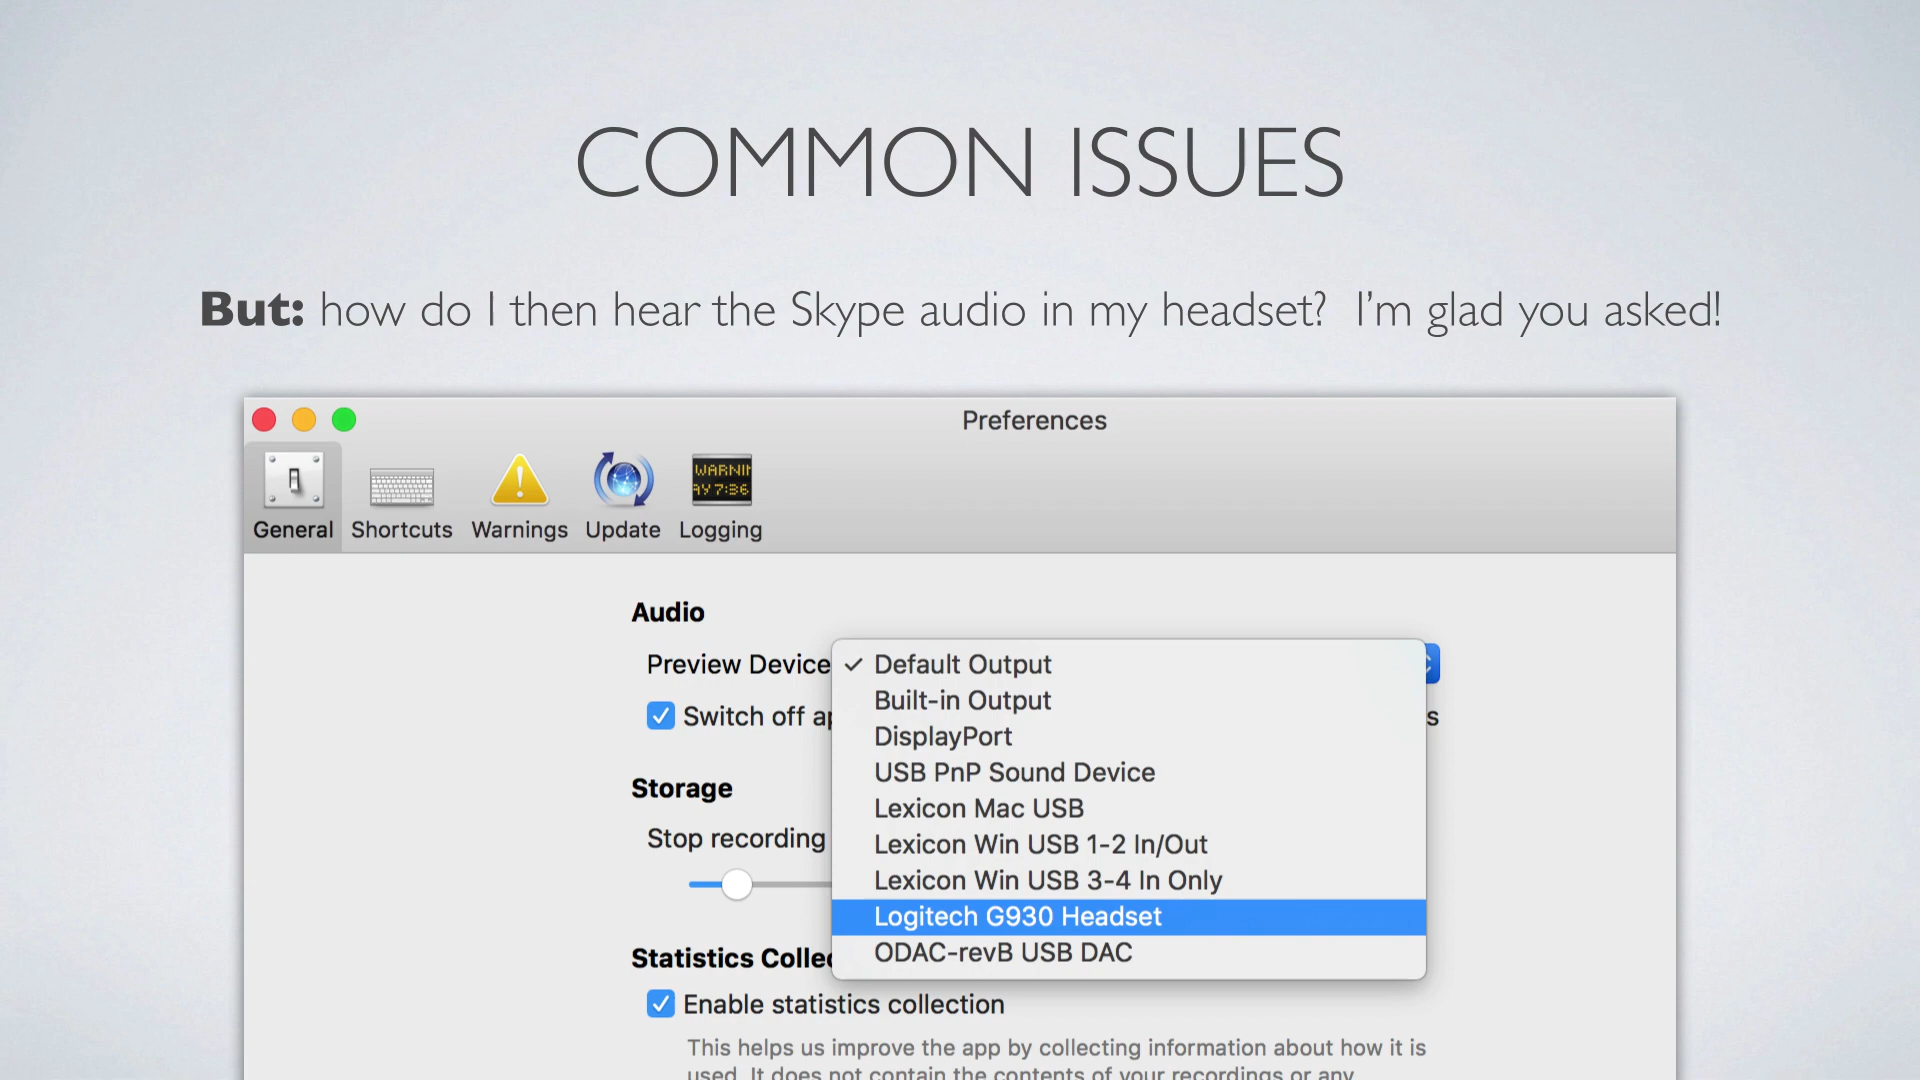 COMMON ISSUES
But: how do I then hear the Skype audio in my headset? I'm glad you asked!
Preferences
WARNIN
AY 7:36
General Shortcuts Warnings Update Logging
Audio
Preview Device ✓ Default Output
Built-in Output
Switch off ap s
DisplayPort
USB PnP Sound Device
Storage
Lexicon Mac USB
Stop recording
Lexicon Win USB 1-2 In/Out
Lexicon Win USB 3-4 In Only
Logitech G930 Headset
Statistics Collec
ODAC-revB USB DAC
Enable statistics collection
This helps us improve the app by collecting information about how it is
used. It does not contain the contents of your recordings or any